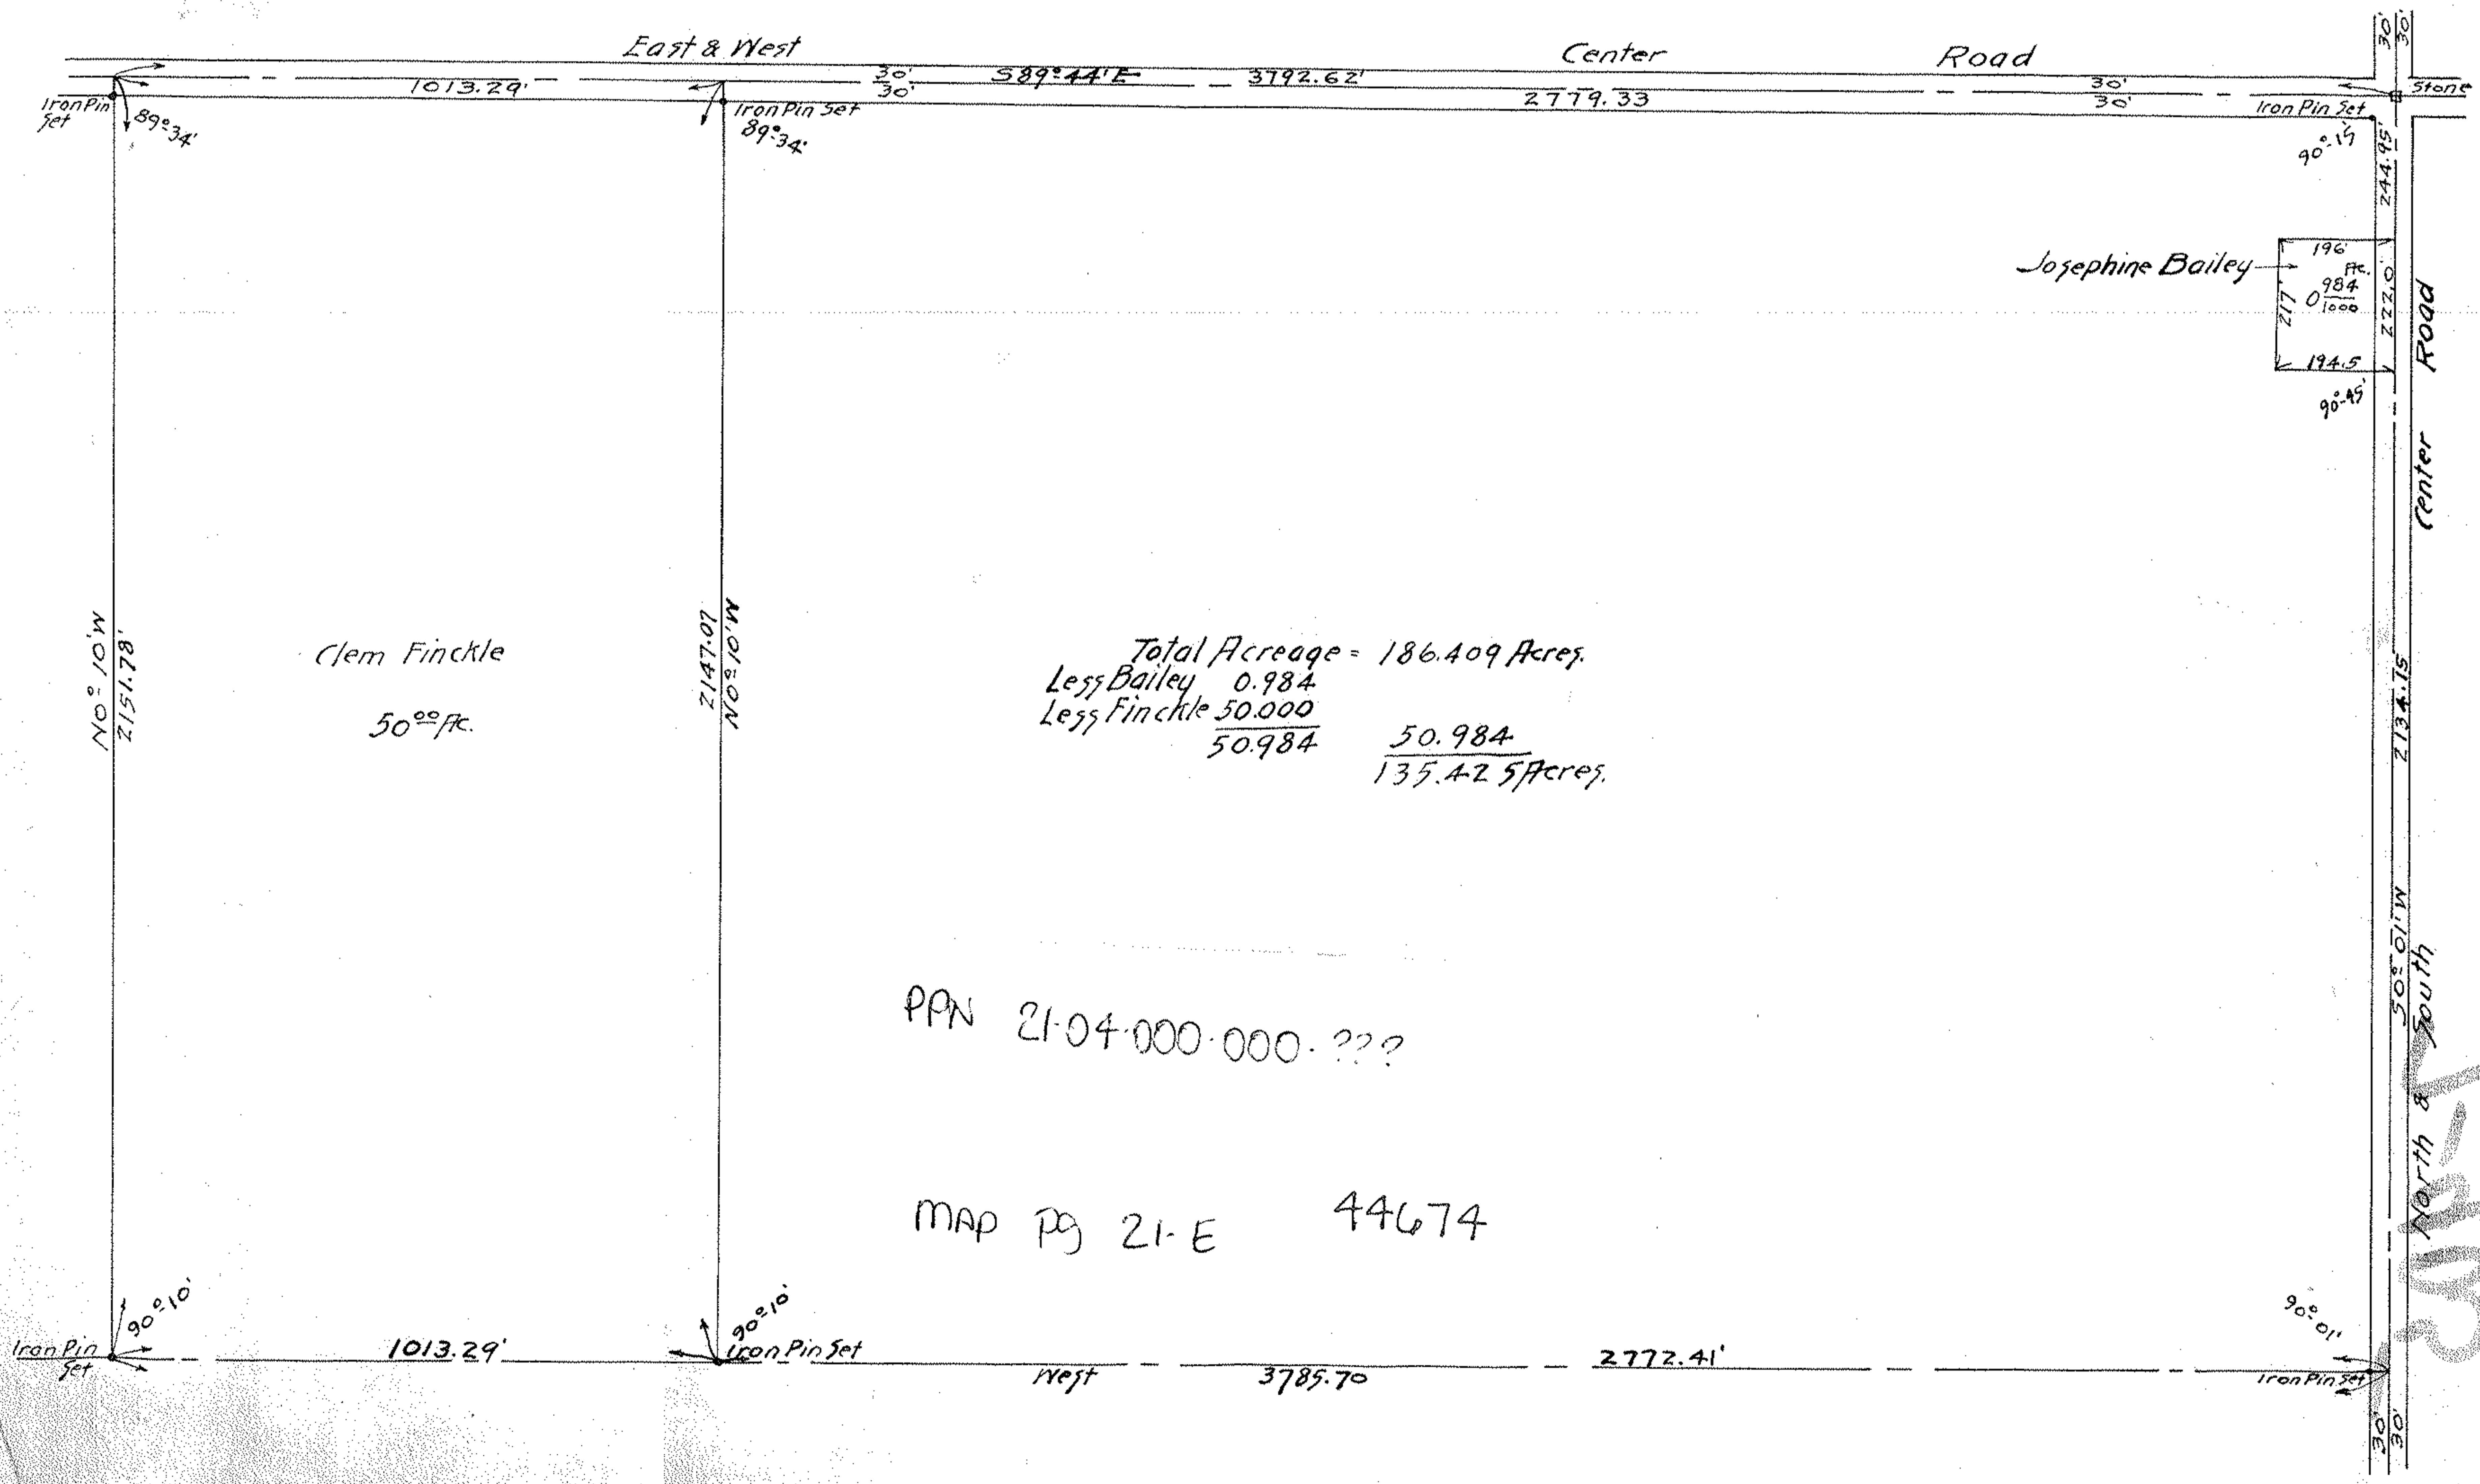 East & West Center Road
30' 30'
1013.29' 30' S89°44'E 3792.62' 30' Stone
30' 2779.33 30'
Iron Pin Set
Iron Pin Set
Iron Pin Set
89°34'
89°34'
90°-15'
244.95'
Josephine Bailey
196'
Ac.
0 984/1000
217'
222.0'
194.5
90°-45'
Center Road
N0°10'W
2151.78'
Clem Finckle
50.00 Ac.
2147.07
N0°10'W
Total Acreage = 186.409 Acres.
Less Bailey 0.984
Less Finckle 50.000
50.984 50.984
135.425 Acres.
2134.15
S0°01'W
North & South
PPN 21-04-000-000-???
MAP Pg 21-E 44674
90°10'
90°10'
90°01'
Iron Pin Set
1013.29'
Iron Pin Set
2772.41'
West 3785.70
Iron Pin Set
30' 30'